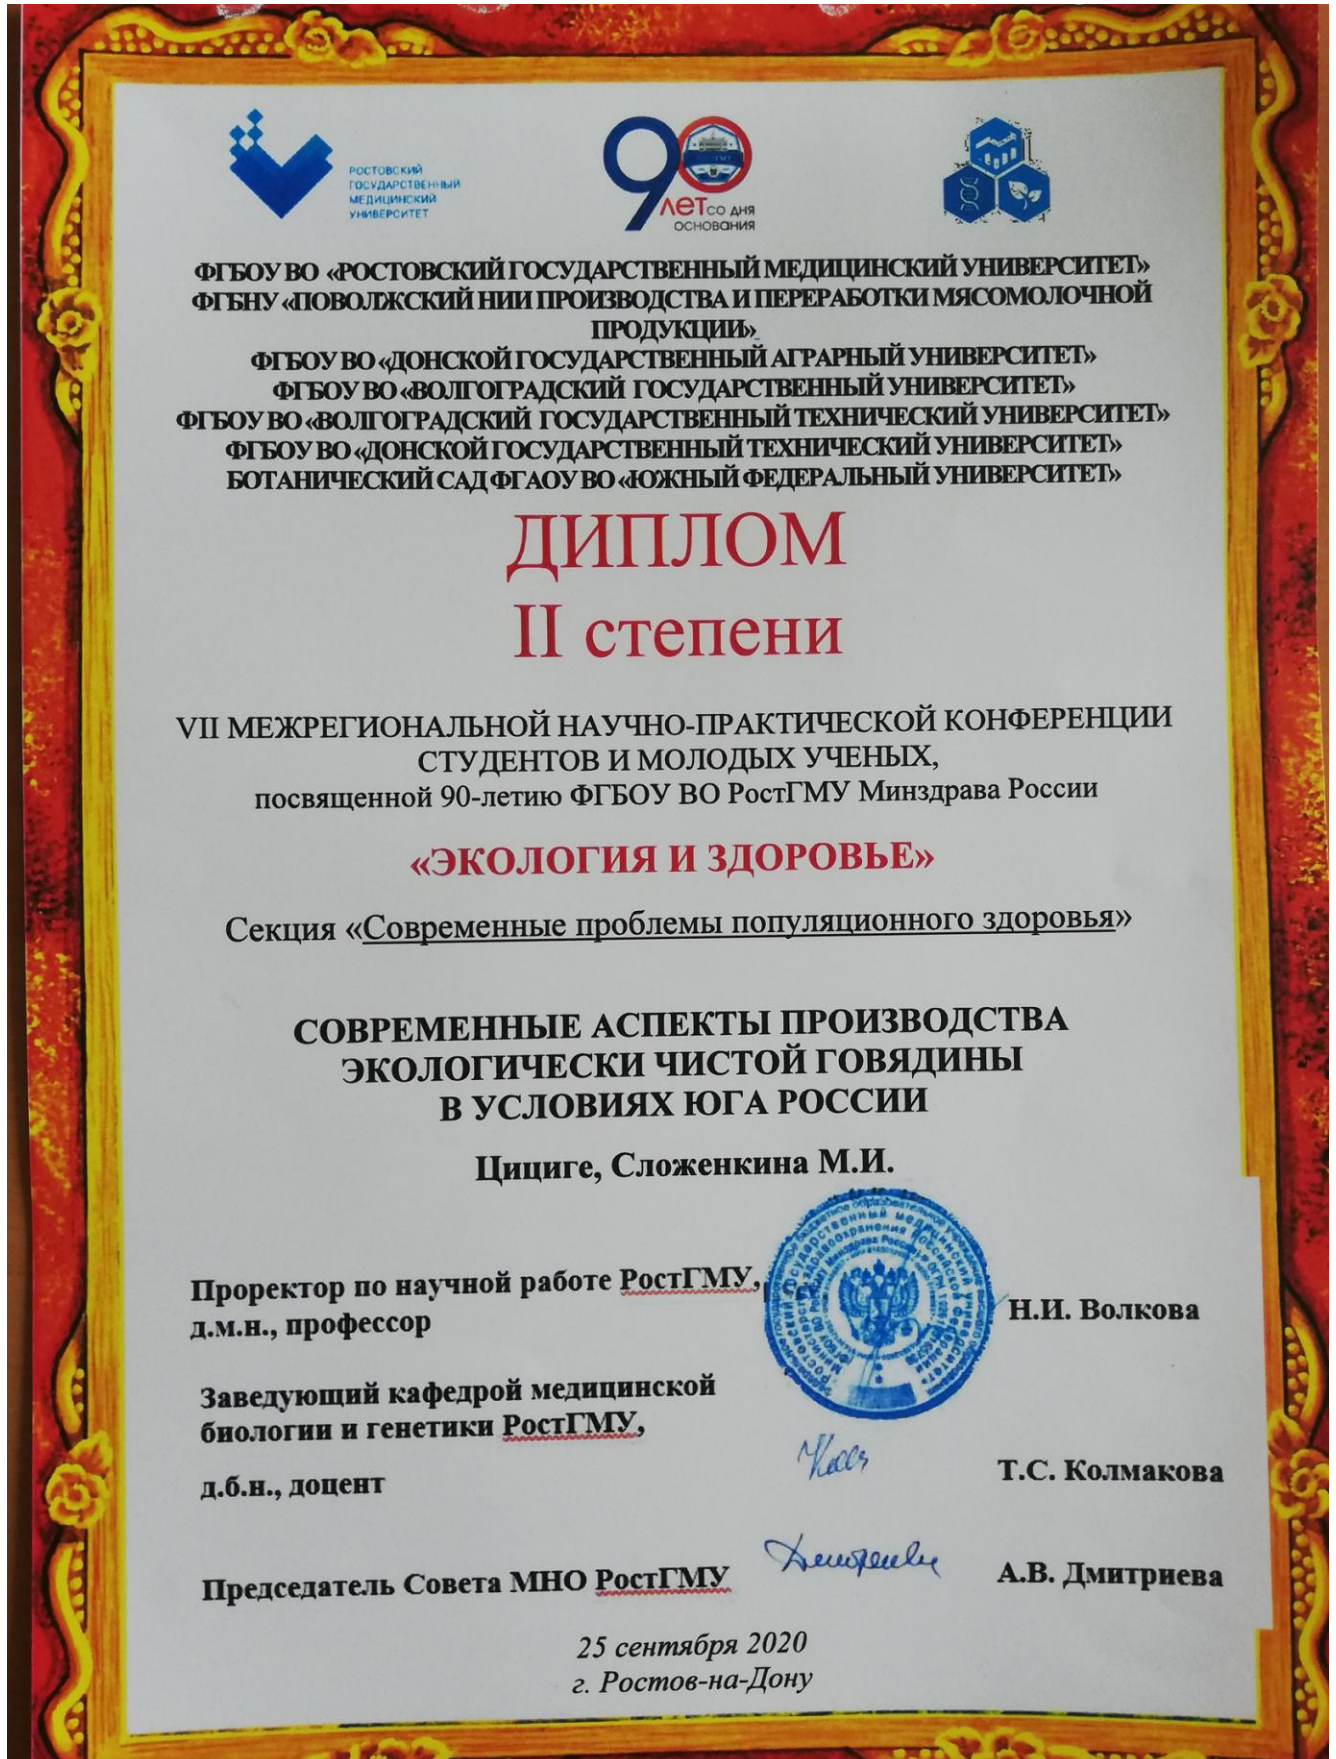 РОСТОВСКИЙ
ГОСУДАРСТВЕННЫЙ
МЕДИЦИНСКИЙ
УНИВЕРСИТЕТ
90
лет со дня
основания
ФГБОУ ВО «РОСТОВСКИЙ ГОСУДАРСТВЕННЫЙ МЕДИЦИНСКИЙ УНИВЕРСИТЕТ»
ФГБНУ «ПОВОЛЖСКИЙ НИИ ПРОИЗВОДСТВА И ПЕРЕРАБОТКИ МЯСОМОЛОЧНОЙ
ПРОДУКЦИИ»
ФГБОУ ВО «ДОНСКОЙ ГОСУДАРСТВЕННЫЙ АГРАРНЫЙ УНИВЕРСИТЕТ»
ФГБОУ ВО «ВОЛГОГРАДСКИЙ ГОСУДАРСТВЕННЫЙ УНИВЕРСИТЕТ»
ФГБОУ ВО «ВОЛГОГРАДСКИЙ ГОСУДАРСТВЕННЫЙ ТЕХНИЧЕСКИЙ УНИВЕРСИТЕТ»
ФГБОУ ВО «ДОНСКОЙ ГОСУДАРСТВЕННЫЙ ТЕХНИЧЕСКИЙ УНИВЕРСИТЕТ»
БОТАНИЧЕСКИЙ САД ФГАОУ ВО «ЮЖНЫЙ ФЕДЕРАЛЬНЫЙ УНИВЕРСИТЕТ»
ДИПЛОМ
II степени
VII МЕЖРЕГИОНАЛЬНОЙ НАУЧНО-ПРАКТИЧЕСКОЙ КОНФЕРЕНЦИИ
СТУДЕНТОВ И МОЛОДЫХ УЧЕНЫХ,
посвященной 90-летию ФГБОУ ВО РостГМУ Минздрава России
«ЭКОЛОГИЯ И ЗДОРОВЬЕ»
Секция «Современные проблемы популяционного здоровья»
СОВРЕМЕННЫЕ АСПЕКТЫ ПРОИЗВОДСТВА
ЭКОЛОГИЧЕСКИ ЧИСТОЙ ГОВЯДИНЫ
В УСЛОВИЯХ ЮГА РОССИИ
Цициге, Сложенкина М.И.
Проректор по научной работе РостГМУ,
д.м.н., профессор
Н.И. Волкова
Заведующий кафедрой медицинской
биологии и генетики РостГМУ,
д.б.н., доцент
Т.С. Колмакова
Председатель Совета МНО РостГМУ
А.В. Дмитриева
25 сентября 2020
г. Ростов-на-Дону